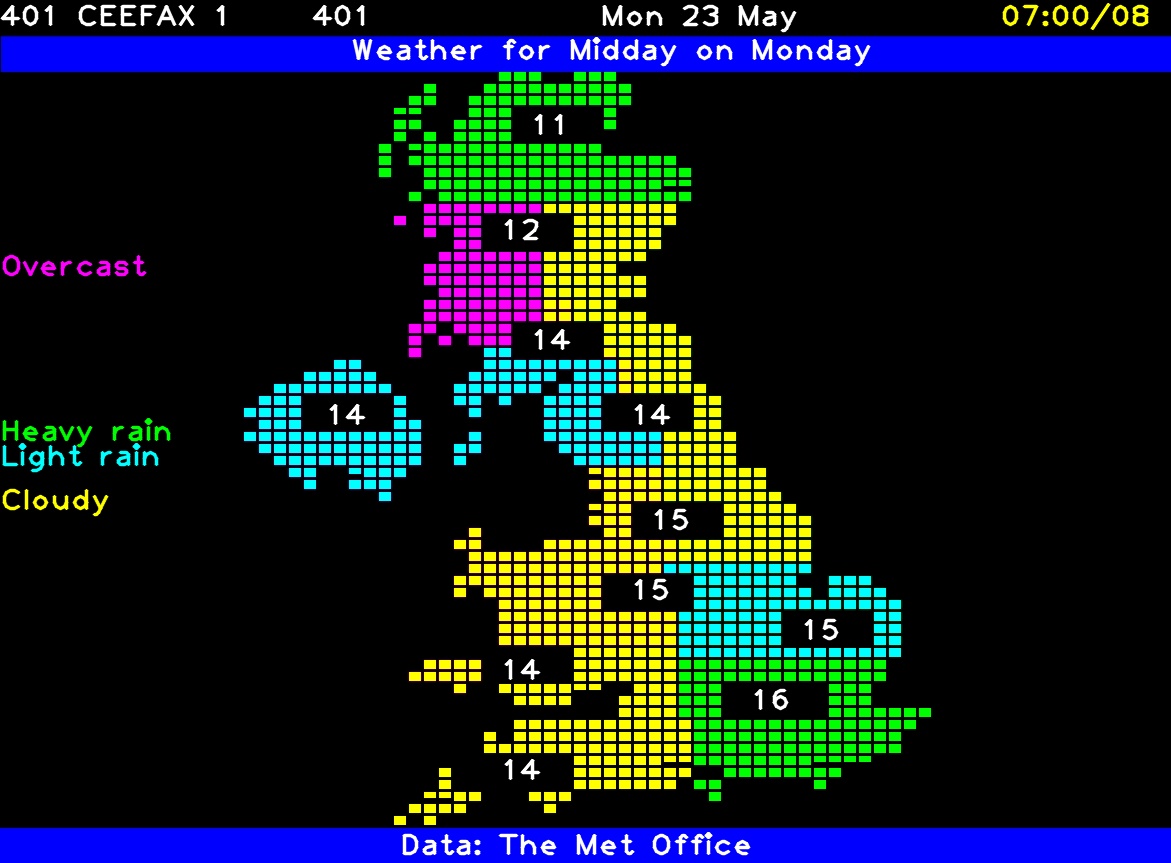 401 CEEFAX 1 401 Mon 23 May 07:00/08
Weather for Midday on Monday
11
12
Overcast
14
14 14
Heavy rain
Light rain
Cloudy
15
15
15
14
16
14
Data: The Met Office